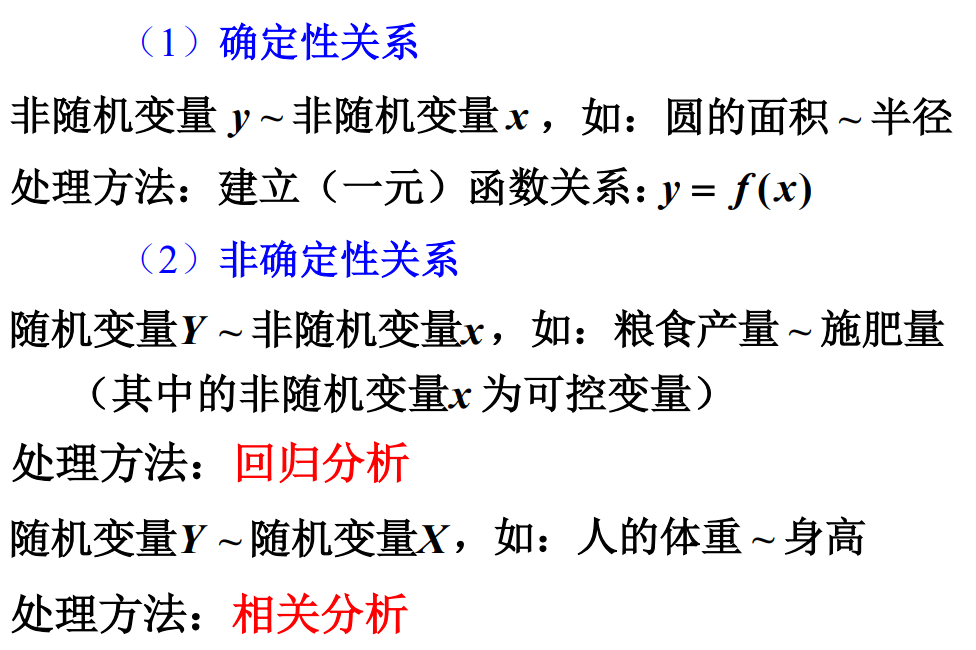 （1）确定性关系
非随机变量 y ~ 非随机变量 x ，如：圆的面积 ~ 半径
处理方法：建立（一元）函数关系：y = f(x)
（2）非确定性关系
随机变量Y ~ 非随机变量x，如：粮食产量 ~ 施肥量
（其中的非随机变量x 为可控变量）
处理方法：回归分析
随机变量Y ~ 随机变量X，如：人的体重 ~ 身高
处理方法：相关分析